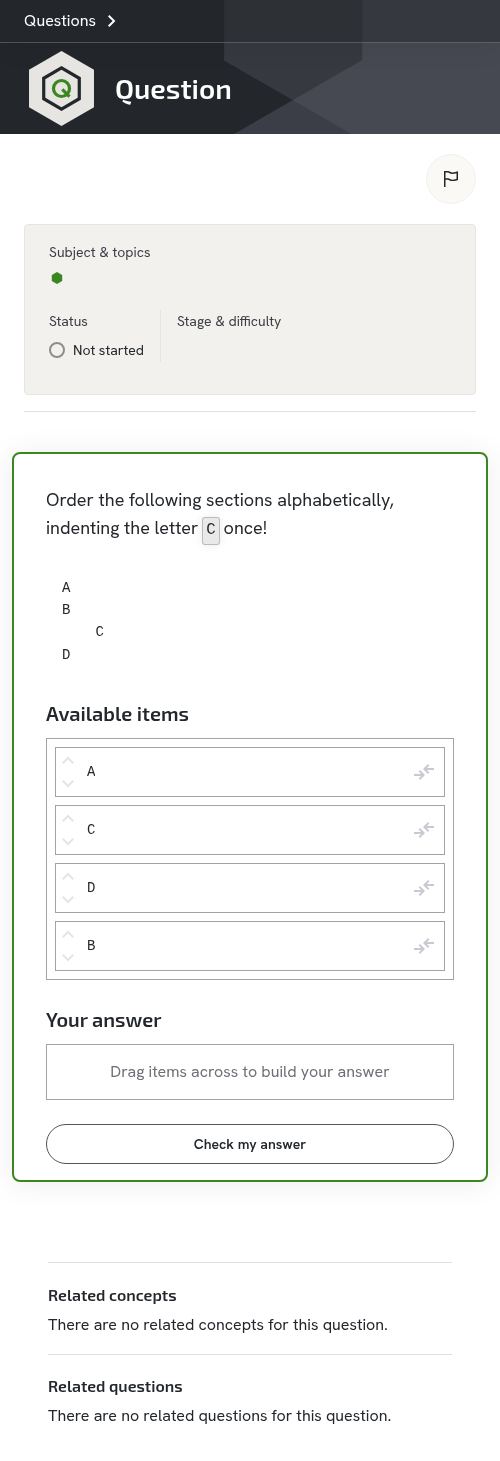 Questions
Question
Subject & topics
Status
Stage & difficulty
Not started
Order the following sections alphabetically,
indenting the letter C once!
A
B
    C
D
Available items
A
C
D
B
Your answer
Drag items across to build your answer
Check my answer
Related concepts
There are no related concepts for this question.
Related questions
There are no related questions for this question.